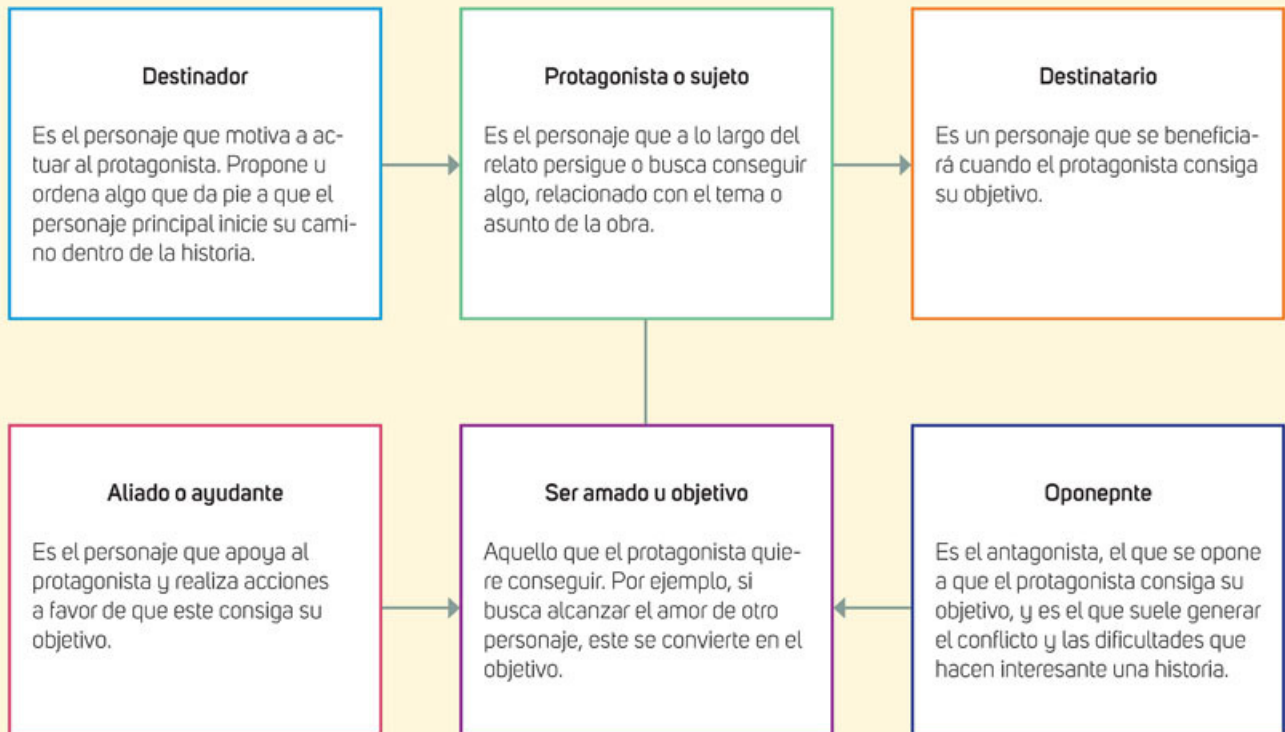 Destinador
Es el personaje que motiva a ac-
tuar al protagonista. Propone u
ordena algo que da pie a que el
personaje principal inicie su cami-
no dentro de la historia.
Protagonista o sujeto
Es el personaje que a lo largo del
relato persigue o busca conseguir
algo, relacionado con el tema o
asunto de la obra.
Destinatario
Es un personaje que se beneficia-
rá cuando el protagonista consiga
su objetivo.
Aliado o ayudante
Es el personaje que apoya al
protagonista y realiza acciones
a favor de que este consiga su
objetivo.
Ser amado u objetivo
Aquello que el protagonista quie-
re conseguir. Por ejemplo, si
busca alcanzar el amor de otro
personaje, este se convierte en el
objetivo.
Oponepnte
Es el antagonista, el que se opone
a que el protagonista consiga su
objetivo, y es el que suele generar
el conflicto y las dificultades que
hacen interesante una historia.